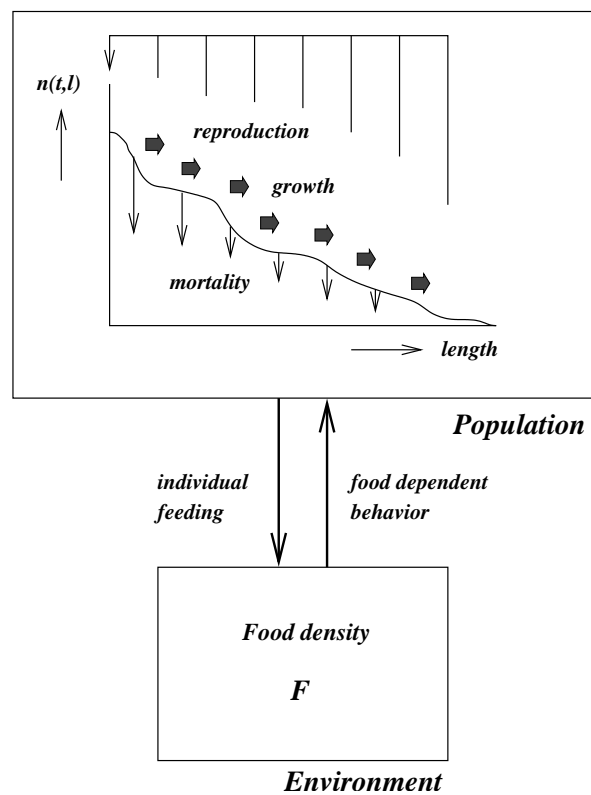 n(t,l)
reproduction
growth
mortality
length
Population
individual
feeding
food dependent
behavior
Food density
F
Environment